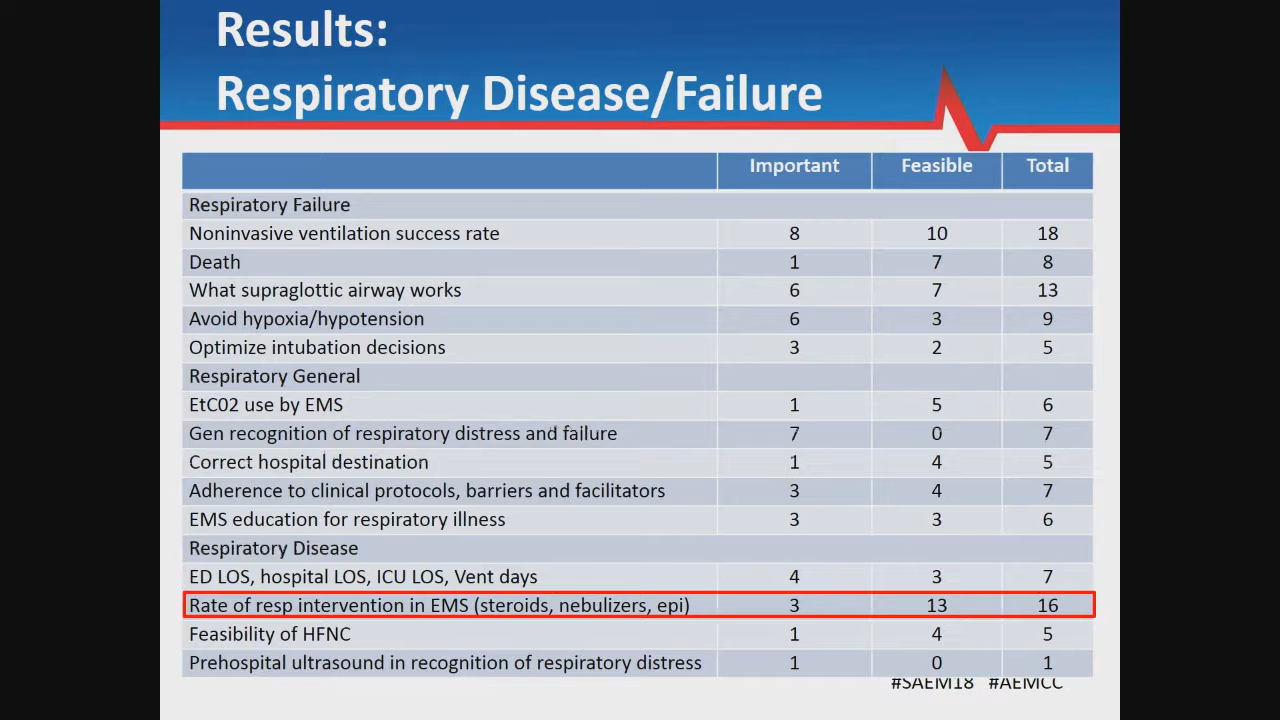 Results:
Respiratory Disease/Failure
Important Feasible Total
Respiratory Failure
Noninvasive ventilation success rate 8 10 18
Death 1 7 8
What supraglottic airway works 6 7 13
Avoid hypoxia/hypotension 6 3 9
Optimize intubation decisions 3 2 5
Respiratory General
EtC02 use by EMS 1 5 6
Gen recognition of respiratory distress and failure 7 0 7
Correct hospital destination 1 4 5
Adherence to clinical protocols, barriers and facilitators 3 4 7
EMS education for respiratory illness 3 3 6
Respiratory Disease
ED LOS, hospital LOS, ICU LOS, Vent days 4 3 7
Rate of resp intervention in EMS (steroids, nebulizers, epi) 3 13 16
Feasibility of HFNC 1 4 5
Prehospital ultrasound in recognition of respiratory distress 1 0 1
#SAEM18 #AEMCC